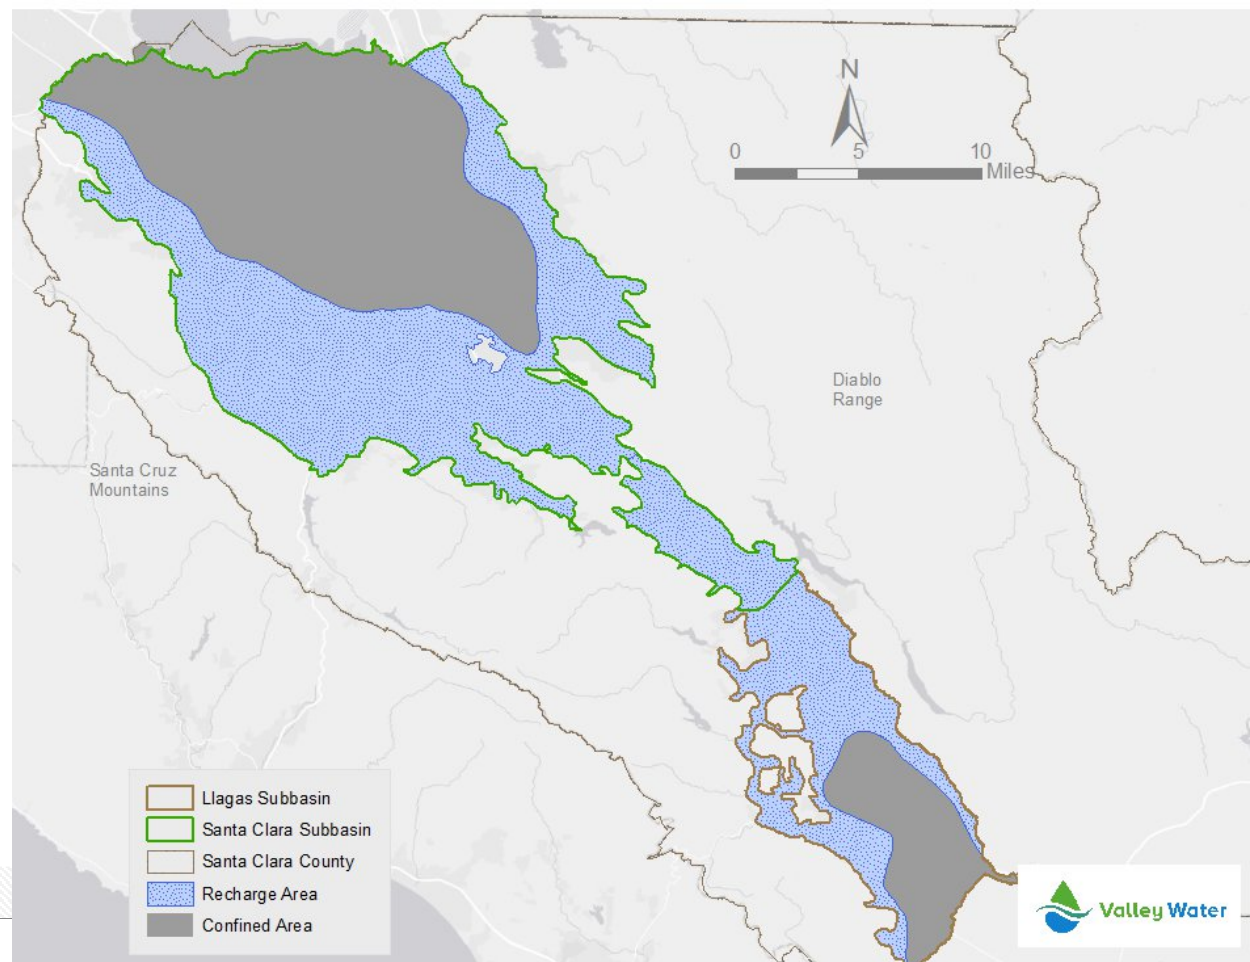 N
0 5 10
Miles
Diablo
Range
Santa Cruz
Mountains
Llagas Subbasin
Santa Clara Subbasin
Santa Clara County
Recharge Area
Confined Area
Valley Water